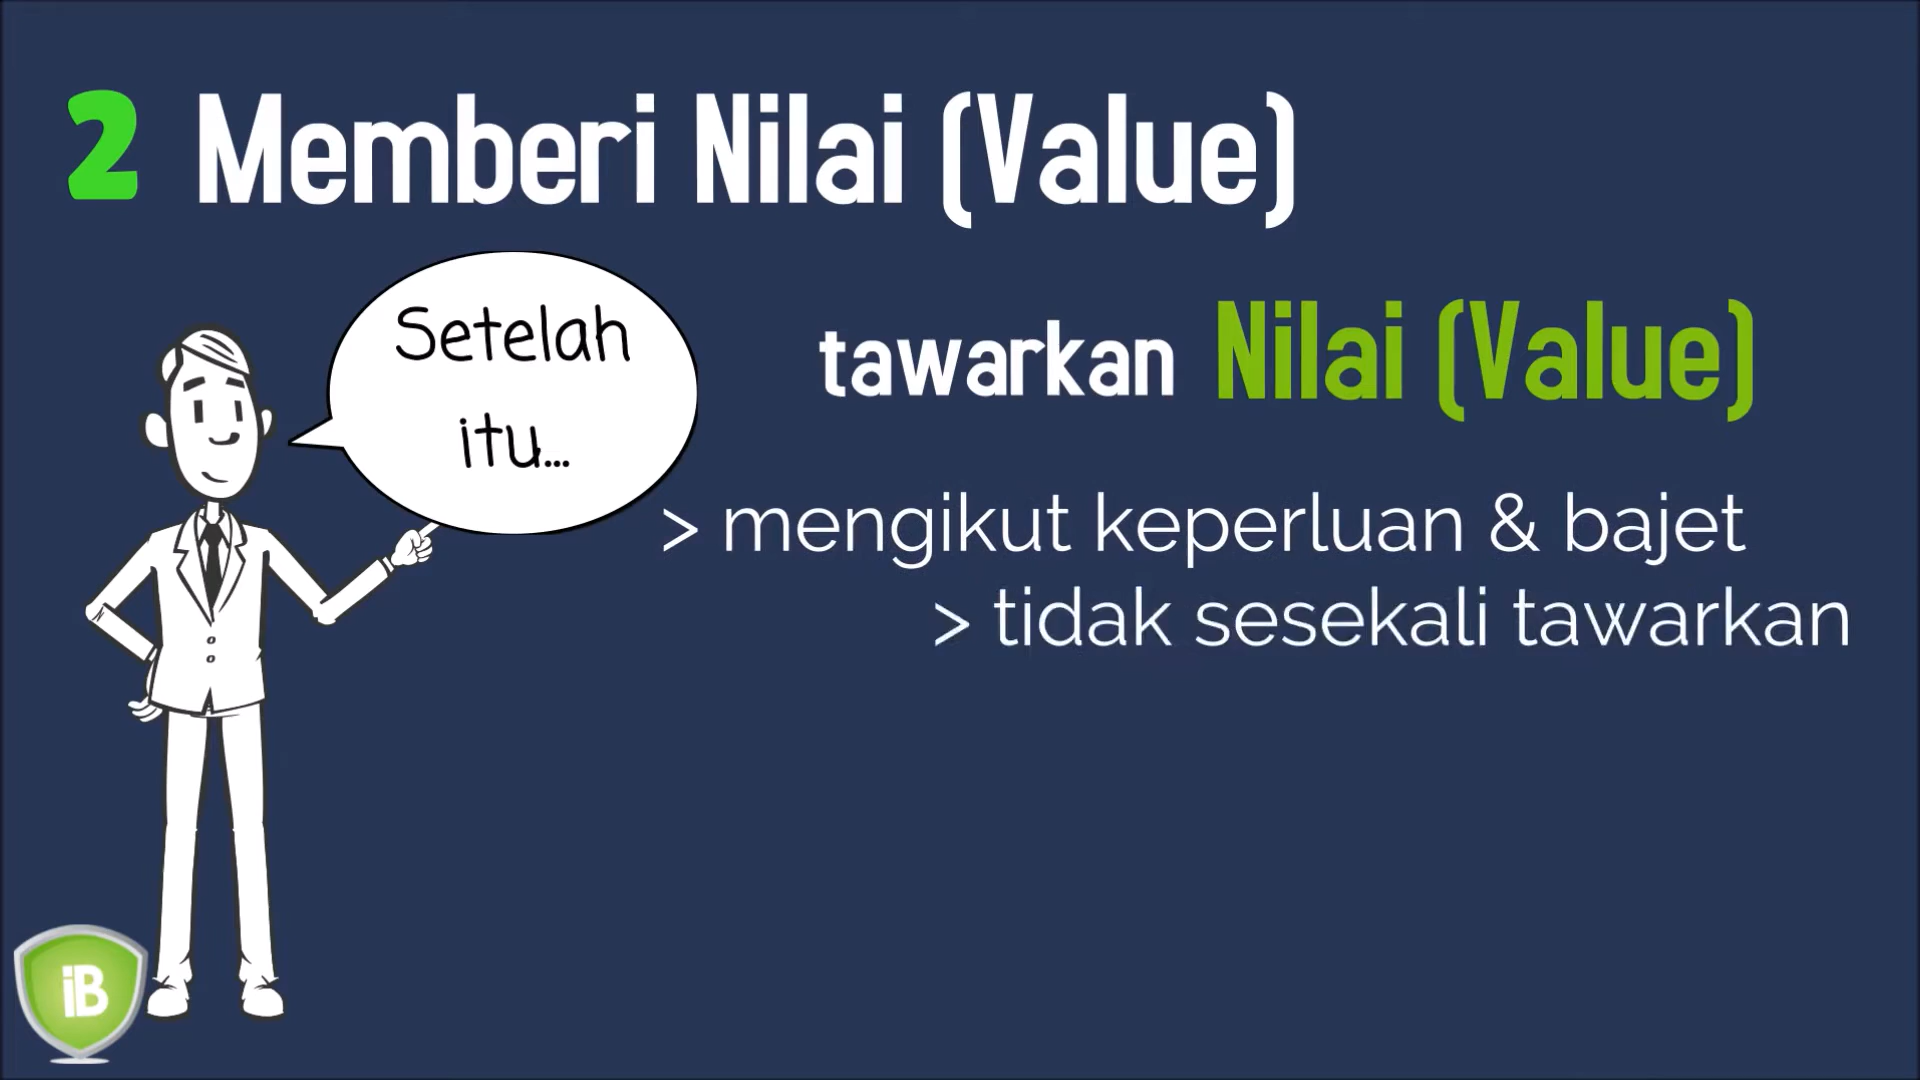 2 Memberi Nilai (Value)
Setelah
itu...
tawarkan Nilai (Value)
> mengikut keperluan & bajet
> tidak sesekali tawarkan
iB